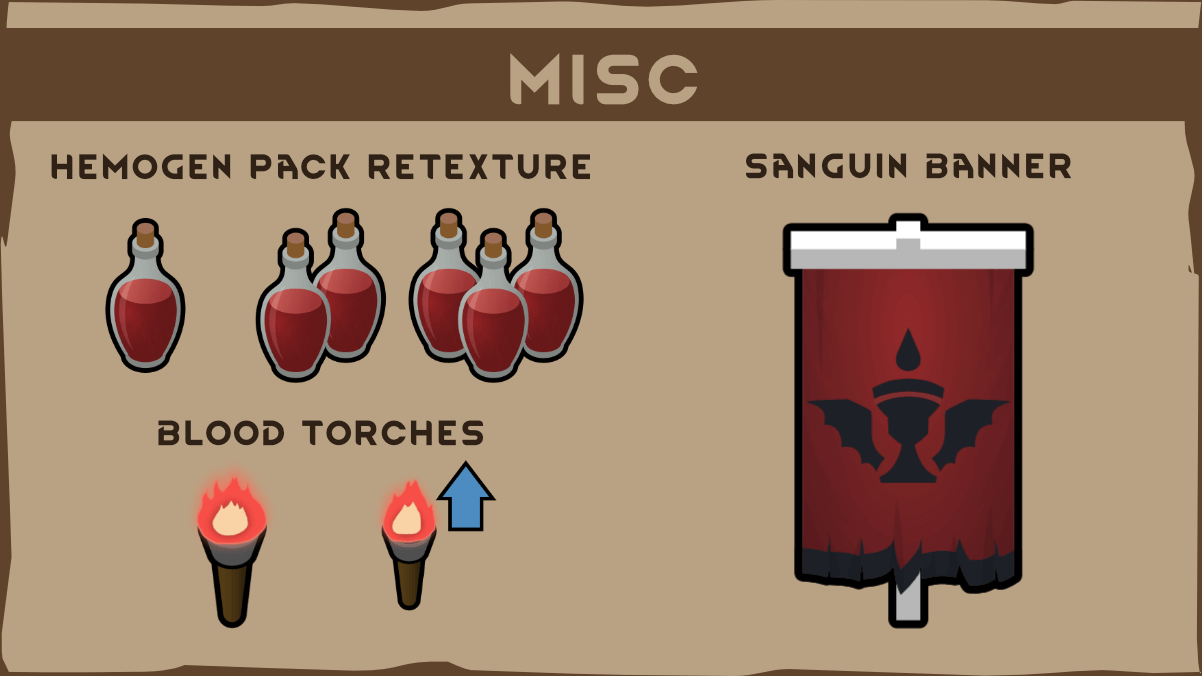 MISC
HEMOGEN PACK RETEXTURE
SANGUIN BANNER
BLOOD TORCHES